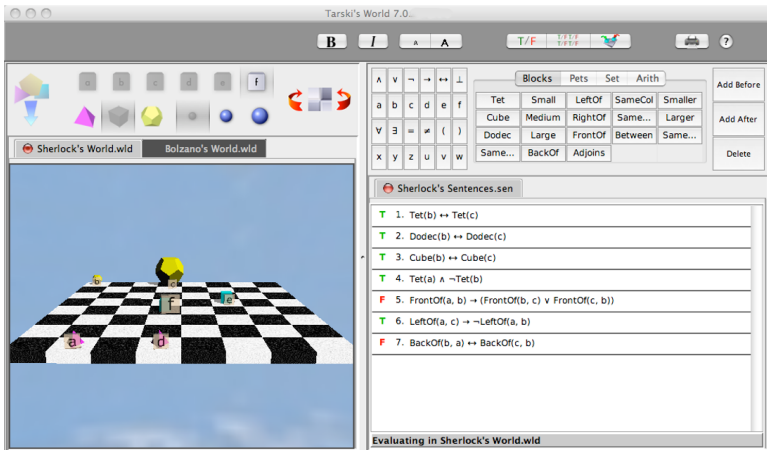 Tarski's World 7.0..
B I A A T/F T/F T/F T/F T/F ?
a b c d e f
Sherlock's World.wld Bolzano's World.wld
b
c
f e
a d
∧ ∨ ¬ → ↔ ⊥
a b c d e f
∀ ∃ = ≠ ( )
x y z u v w
Blocks Pets Set Arith
Tet Small LeftOf SameCol Smaller
Cube Medium RightOf Same... Larger
Dodec Large FrontOf Between Same...
Same... BackOf Adjoins
Add Before
Add After
Delete
Sherlock's Sentences.sen
T 1. Tet(b) ↔ Tet(c)
T 2. Dodec(b) ↔ Dodec(c)
T 3. Cube(b) ↔ Cube(c)
T 4. Tet(a) ∧ ¬Tet(b)
F 5. FrontOf(a, b) → (FrontOf(b, c) ∨ FrontOf(c, b))
T 6. LeftOf(a, c) → ¬LeftOf(a, b)
F 7. BackOf(b, a) ↔ BackOf(c, b)
Evaluating in Sherlock's World.wld